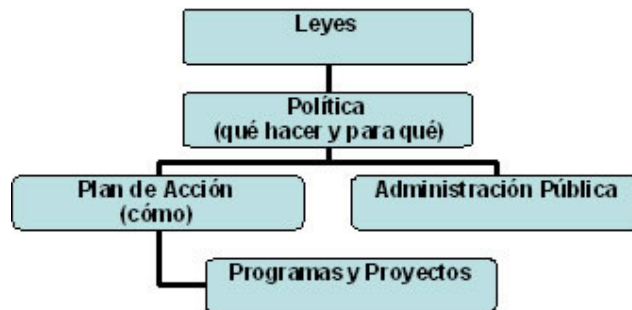 Leyes
Política
(qué hacer y para qué)
Plan de Acción
(cómo)
Administración Pública
Programas y Proyectos